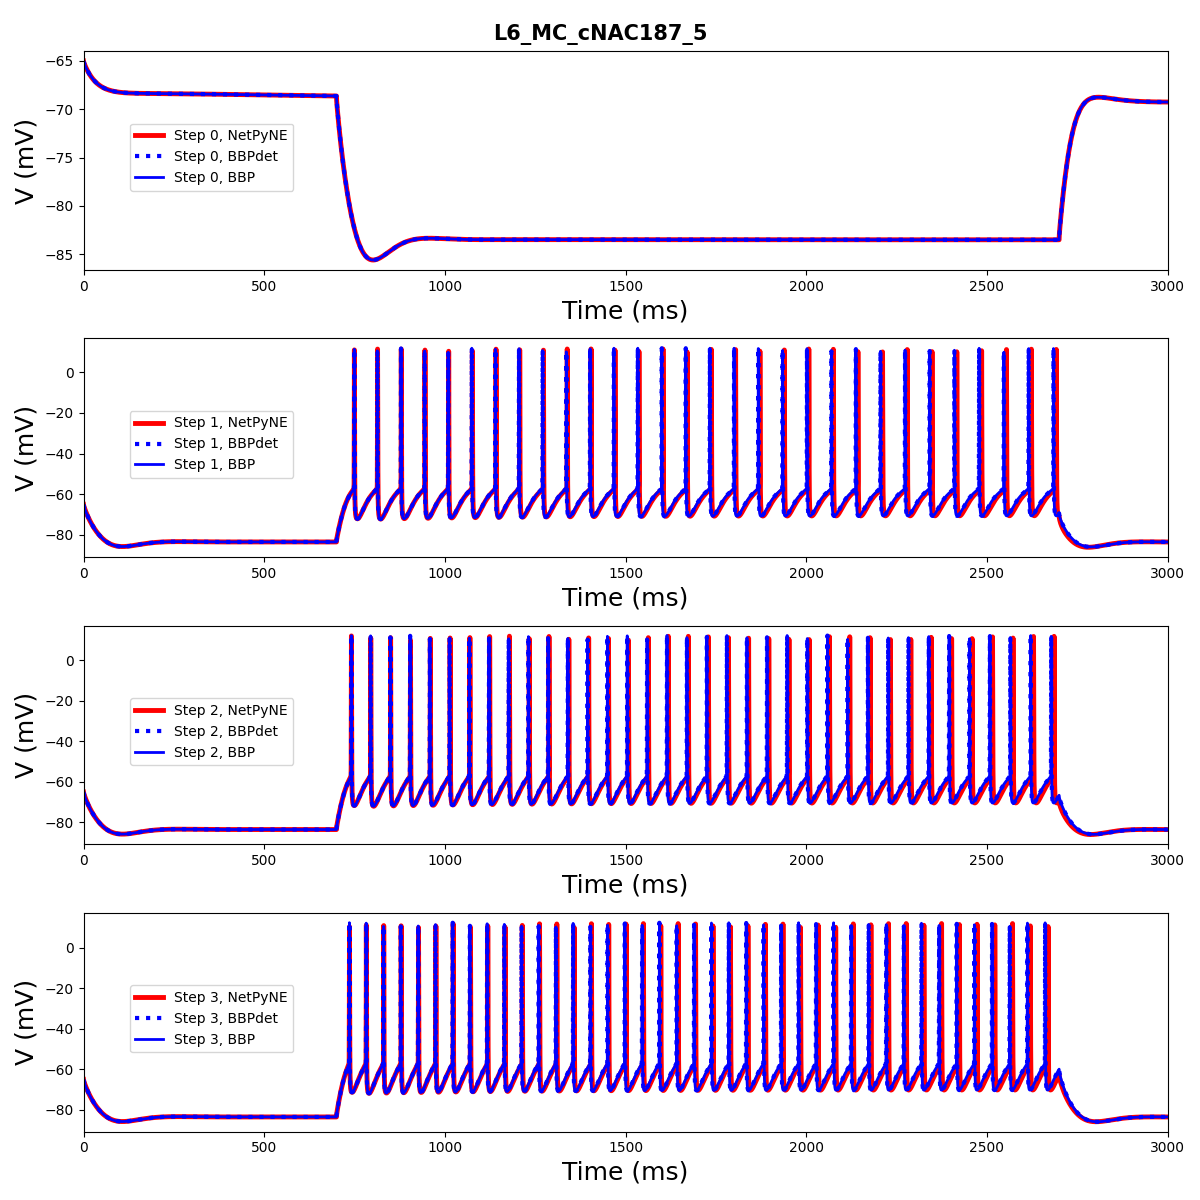 L6_MC_cNAC187_5
−65
−70
−75
−80
−85
V (mV)
Step 0, NetPyNE
Step 0, BBPdet
Step 0, BBP
0 500 1000 1500 2000 2500 3000
Time (ms)
0
−20
−40
−60
−80
V (mV)
Step 1, NetPyNE
Step 1, BBPdet
Step 1, BBP
0 500 1000 1500 2000 2500 3000
Time (ms)
0
−20
−40
−60
−80
V (mV)
Step 2, NetPyNE
Step 2, BBPdet
Step 2, BBP
0 500 1000 1500 2000 2500 3000
Time (ms)
0
−20
−40
−60
−80
V (mV)
Step 3, NetPyNE
Step 3, BBPdet
Step 3, BBP
0 500 1000 1500 2000 2500 3000
Time (ms)